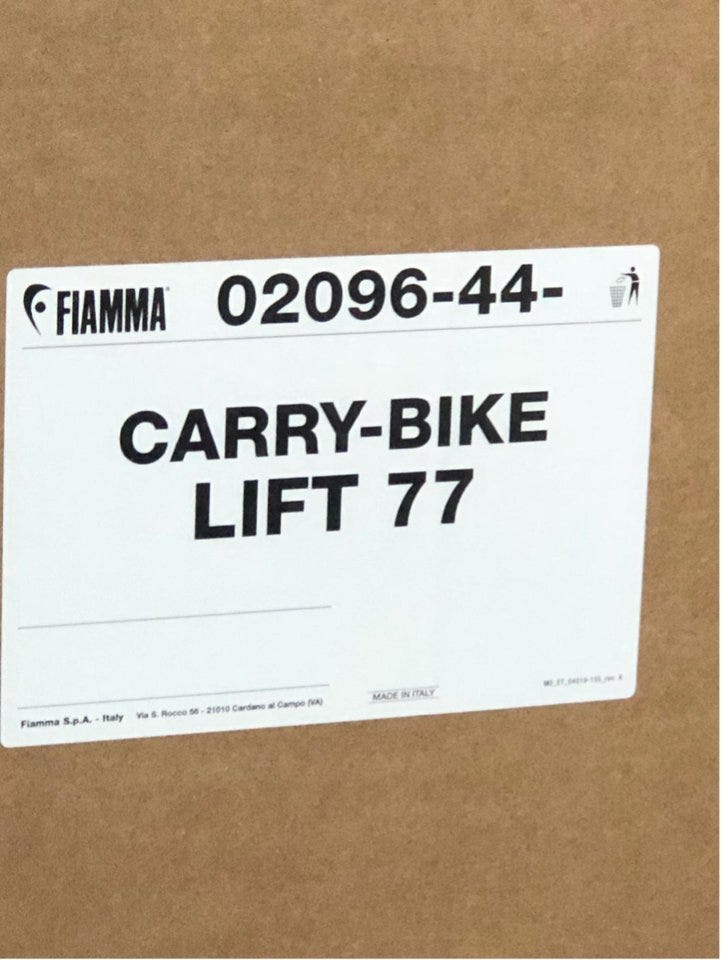 FIAMMA 02096-44-
CARRY-BIKE
LIFT 77
Fiamma S.p.A. - Italy Via S. Rocco 56 - 21010 Cardano al Campo (VA)
MADE IN ITALY